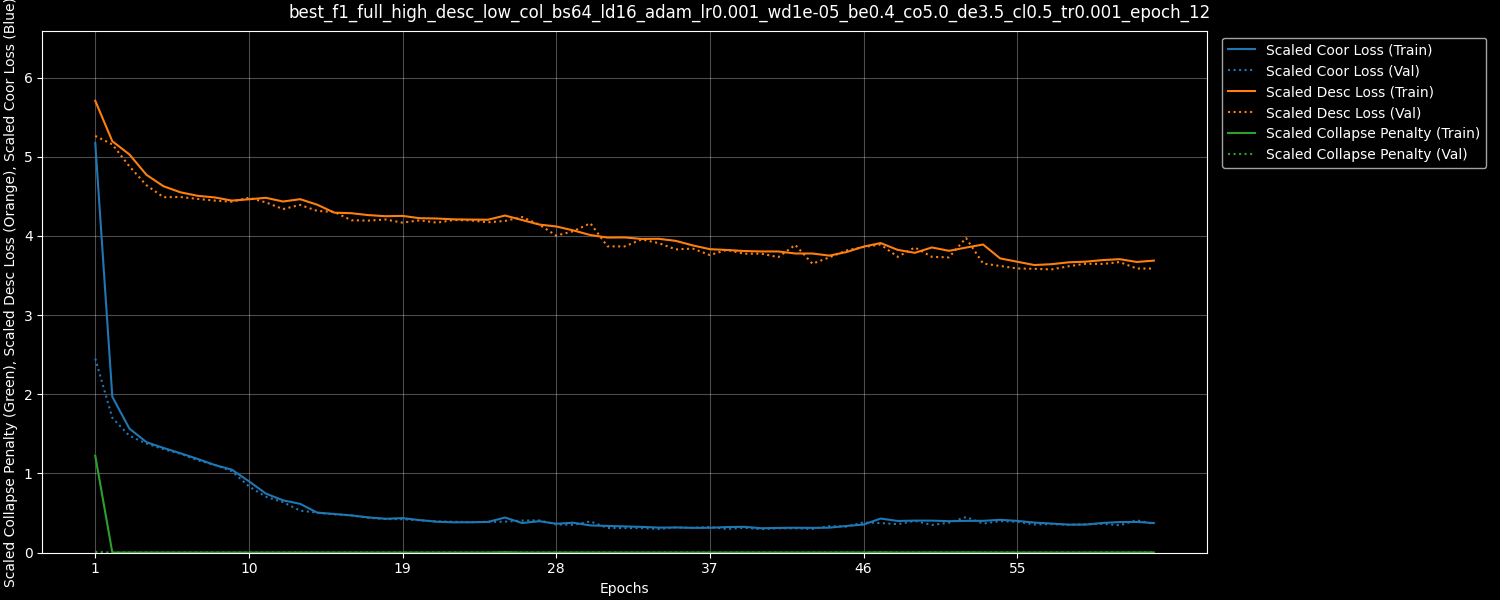 best_f1_full_high_desc_low_col_bs64_ld16_adam_lr0.001_wd1e-05_be0.4_co5.0_de3.5_cl0.5_tr0.001_epoch_12
Scaled Collapse Penalty (Green), Scaled Desc Loss (Orange), Scaled Coor Loss (Blue)
6
5
4
3
2
1
0
1 10 19 28 37 46 55
Epochs
Scaled Coor Loss (Train)
Scaled Coor Loss (Val)
Scaled Desc Loss (Train)
Scaled Desc Loss (Val)
Scaled Collapse Penalty (Train)
Scaled Collapse Penalty (Val)